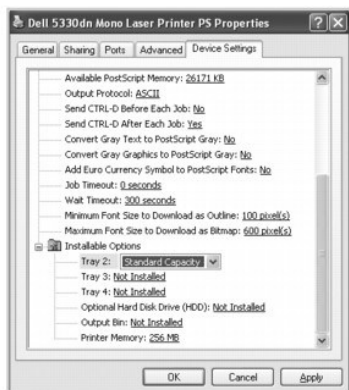 Dell 5330dn Mono Laser Printer PS Properties
General Sharing Ports Advanced Device Settings
Available PostScript Memory: 26171 KB
Output Protocol: ASCII
Send CTRL-D Before Each Job: No
Send CTRL-D After Each Job: Yes
Convert Gray Text to PostScript Gray: No
Convert Gray Graphics to PostScript Gray: No
Add Euro Currency Symbol to PostScript Fonts: No
Job Timeout: 0 seconds
Wait Timeout: 300 seconds
Minimum Font Size to Download as Outline: 100 pixel(s)
Maximum Font Size to Download as Bitmap: 600 pixel(s)
Installable Options
Tray 2: Standard Capacity
Tray 3: Not Installed
Tray 4: Not Installed
Optional Hard Disk Drive (HDD): Not Installed
Output Bin: Not Installed
Printer Memory: 256 MB
OK Cancel Apply